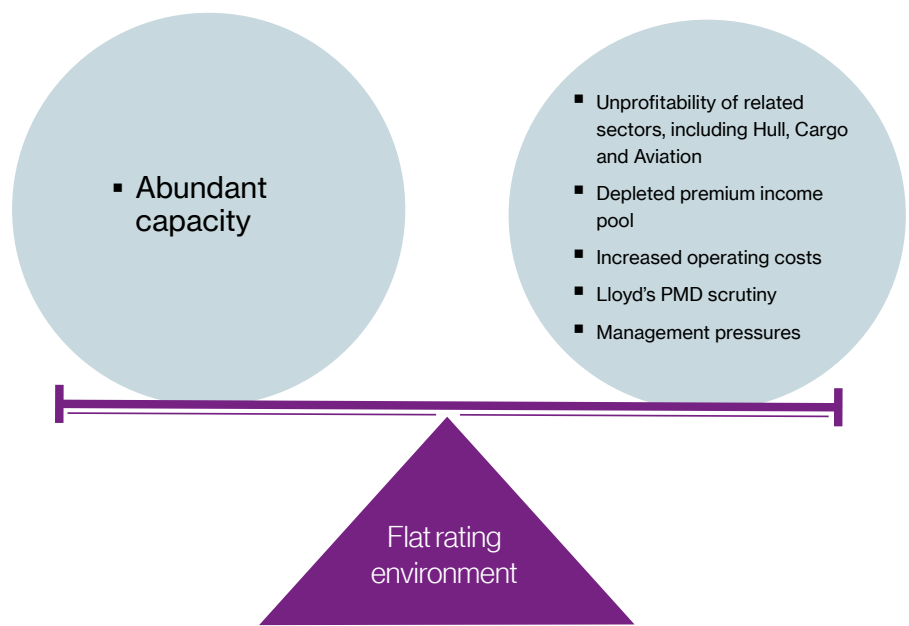 ▪ Abundant
capacity
▪ Unprofitability of related
sectors, including Hull, Cargo
and Aviation
▪ Depleted premium income
pool
▪ Increased operating costs
▪ Lloyd’s PMD scrutiny
▪ Management pressures
Flat rating
environment